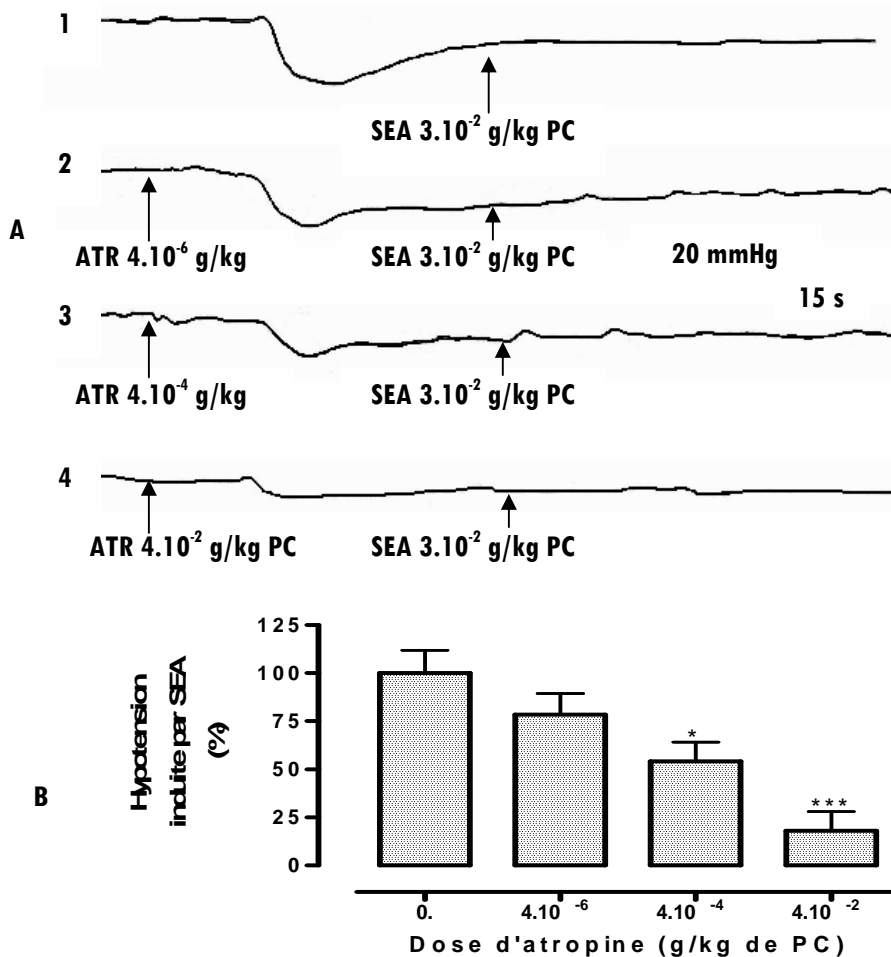 1
SEA 3.10⁻² g/kg PC
2
A
ATR 4.10⁻⁶ g/kg
SEA 3.10⁻² g/kg PC
20 mmHg
15 s
3
ATR 4.10⁻⁴ g/kg
SEA 3.10⁻² g/kg PC
4
ATR 4.10⁻² g/kg PC
SEA 3.10⁻² g/kg PC
B
Hypotension
induite par SEA
(%)
125
100
75
50
25
0
*
***
0. 4.10⁻⁶ 4.10⁻⁴ 4.10⁻²
Dose d'atropine (g/kg de PC)